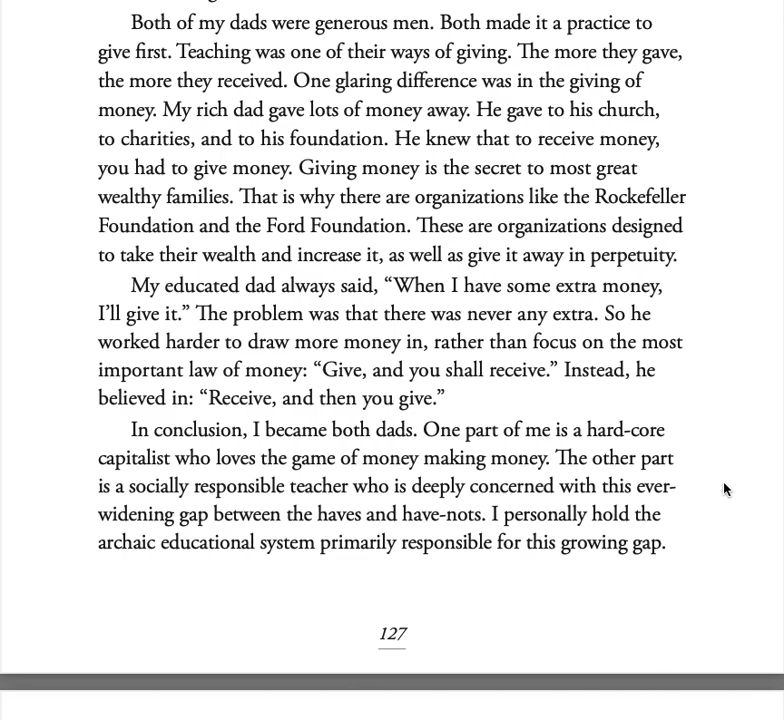 Both of my dads were generous men. Both made it a practice to
give first. Teaching was one of their ways of giving. The more they gave,
the more they received. One glaring difference was in the giving of
money. My rich dad gave lots of money away. He gave to his church,
to charities, and to his foundation. He knew that to receive money,
you had to give money. Giving money is the secret to most great
wealthy families. That is why there are organizations like the Rockefeller
Foundation and the Ford Foundation. These are organizations designed
to take their wealth and increase it, as well as give it away in perpetuity.
My educated dad always said, “When I have some extra money,
I’ll give it.” The problem was that there was never any extra. So he
worked harder to draw more money in, rather than focus on the most
important law of money: “Give, and you shall receive.” Instead, he
believed in: “Receive, and then you give.”
In conclusion, I became both dads. One part of me is a hard-core
capitalist who loves the game of money making money. The other part
is a socially responsible teacher who is deeply concerned with this ever-
widening gap between the haves and have-nots. I personally hold the
archaic educational system primarily responsible for this growing gap.
127